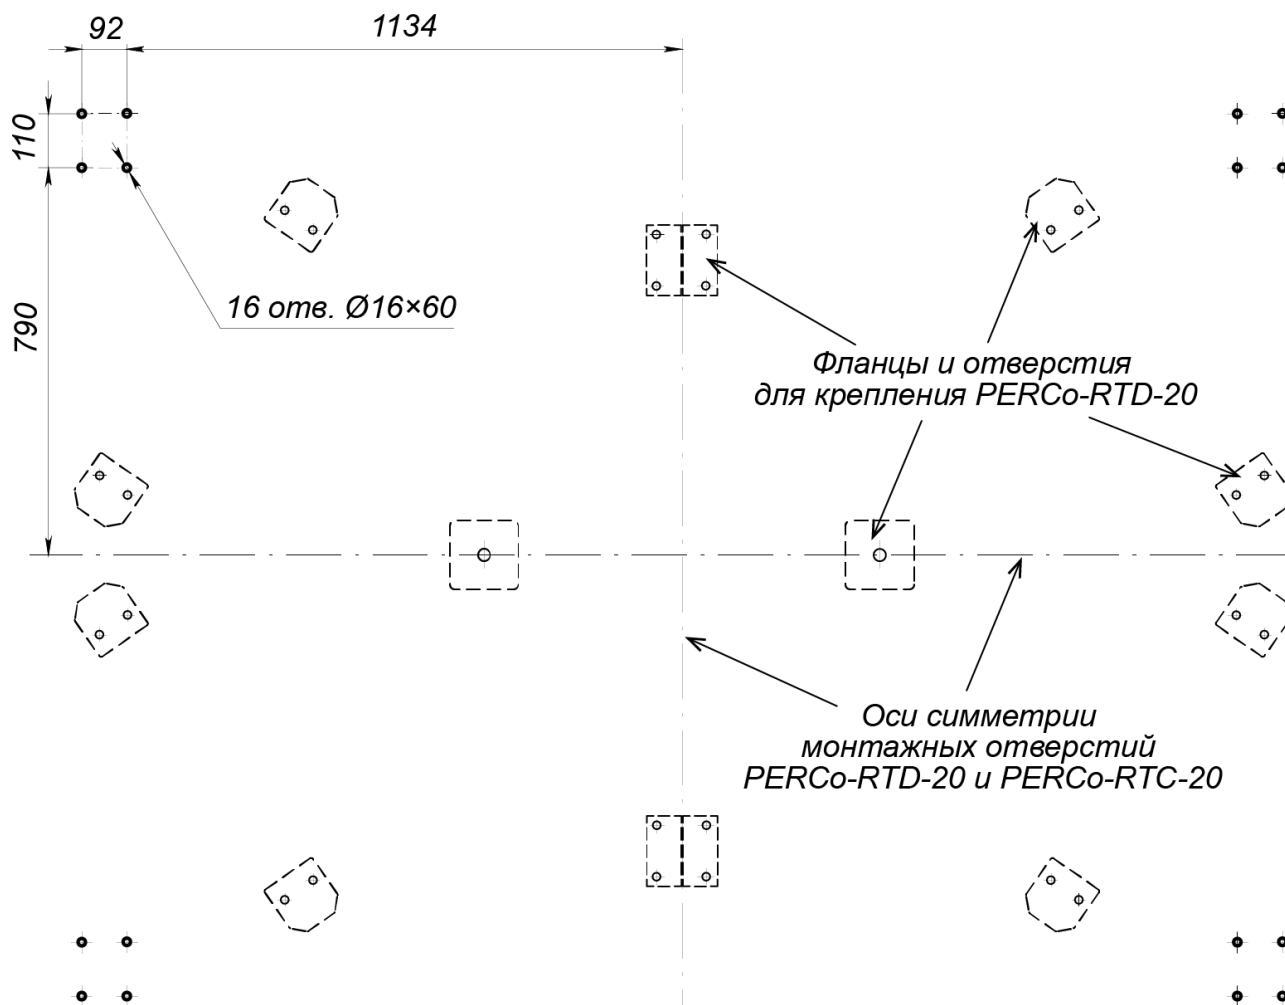 92
1134
110
790
16 отв. Ø16×60
Фланцы и отверстия
для крепления PERCo-RTD-20
Оси симметрии
монтажных отверстий
PERCo-RTD-20 и PERCo-RTC-20